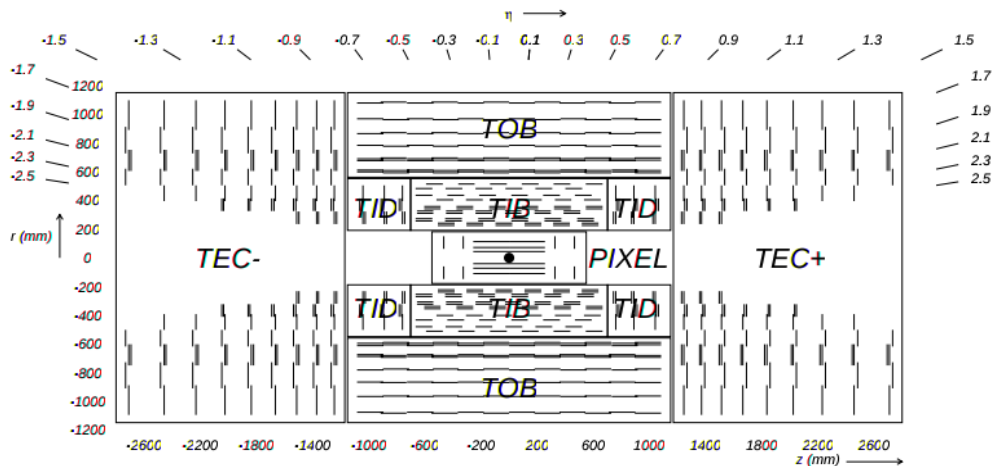 η
-1.5 -1.3 -1.1 -0.9 -0.7 -0.5 -0.3 -0.1 0.1 0.3 0.5 0.7 0.9 1.1 1.3 1.5
-1.7 1.7
1200
-1.9 1000 1.9
-2.1 800 TOB 2.1
-2.3 600 2.3
-2.5 2.5
400
TID TIB TID
200
r (mm)
0 TEC- PIXEL TEC+
-200
TID TIB TID
-400
-600
-800 TOB
-1000
-1200
-2600 -2200 -1800 -1400 -1000 -600 -200 200 600 1000 1400 1800 2200 2600
z (mm)